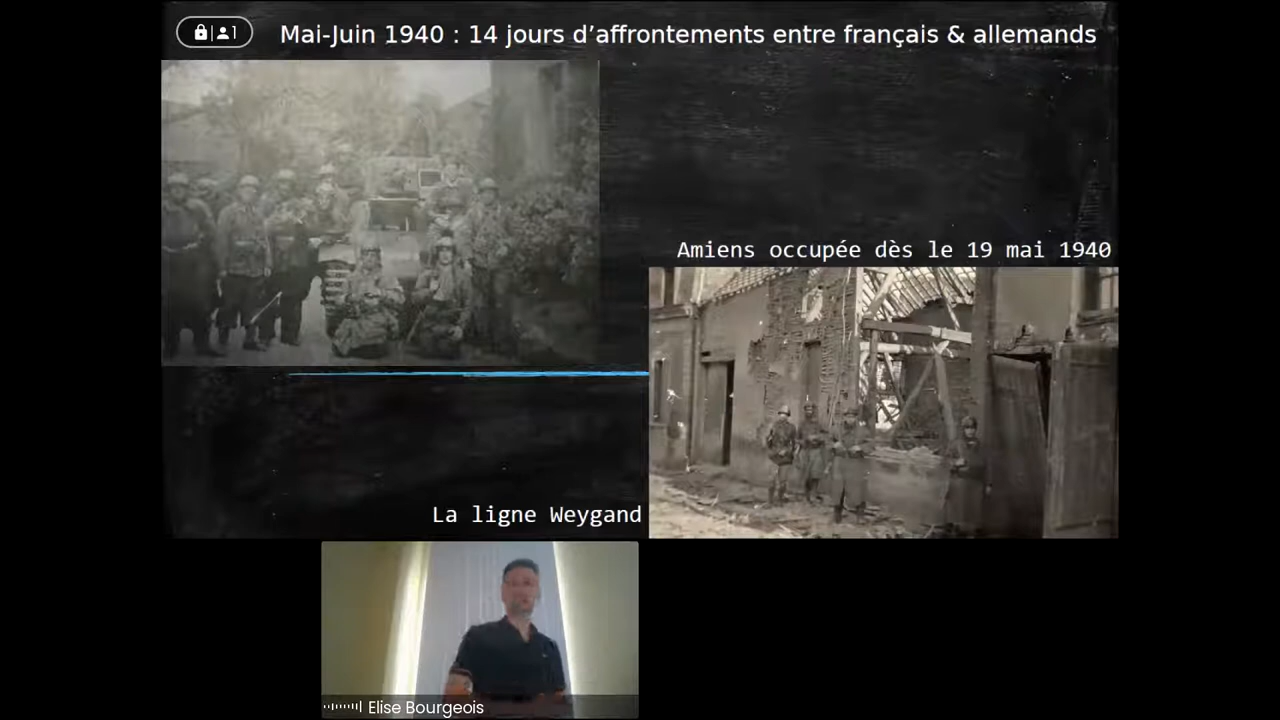 1
Mai-Juin 1940 : 14 jours d’affrontements entre français & allemands
Amiens occupée dès le 19 mai 1940
La ligne Weygand
Elise Bourgeois